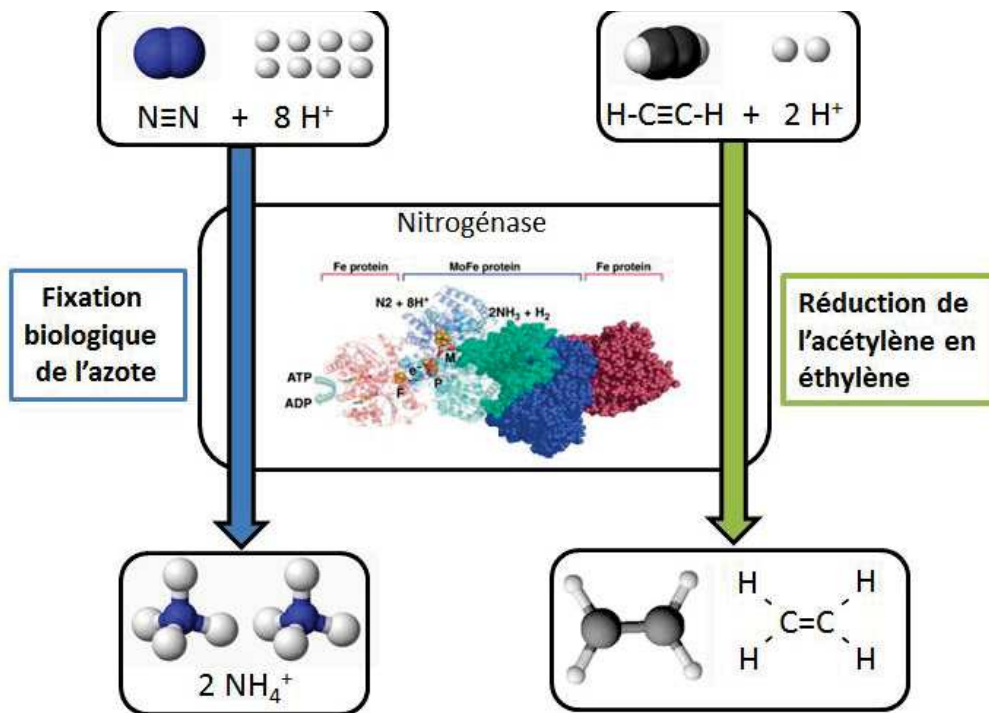 N≡N + 8 H⁺
H-C≡C-H + 2 H⁺
Nitrogénase
Fe protein
MoFe protein
Fe protein
N2 + 8H⁺
2NH₃ + H₂
M
e-
P
F
ATP
ADP
Fixation
biologique
de l'azote
Réduction de
l'acétylène en
éthylène
2 NH₄⁺
H H
C=C
H H